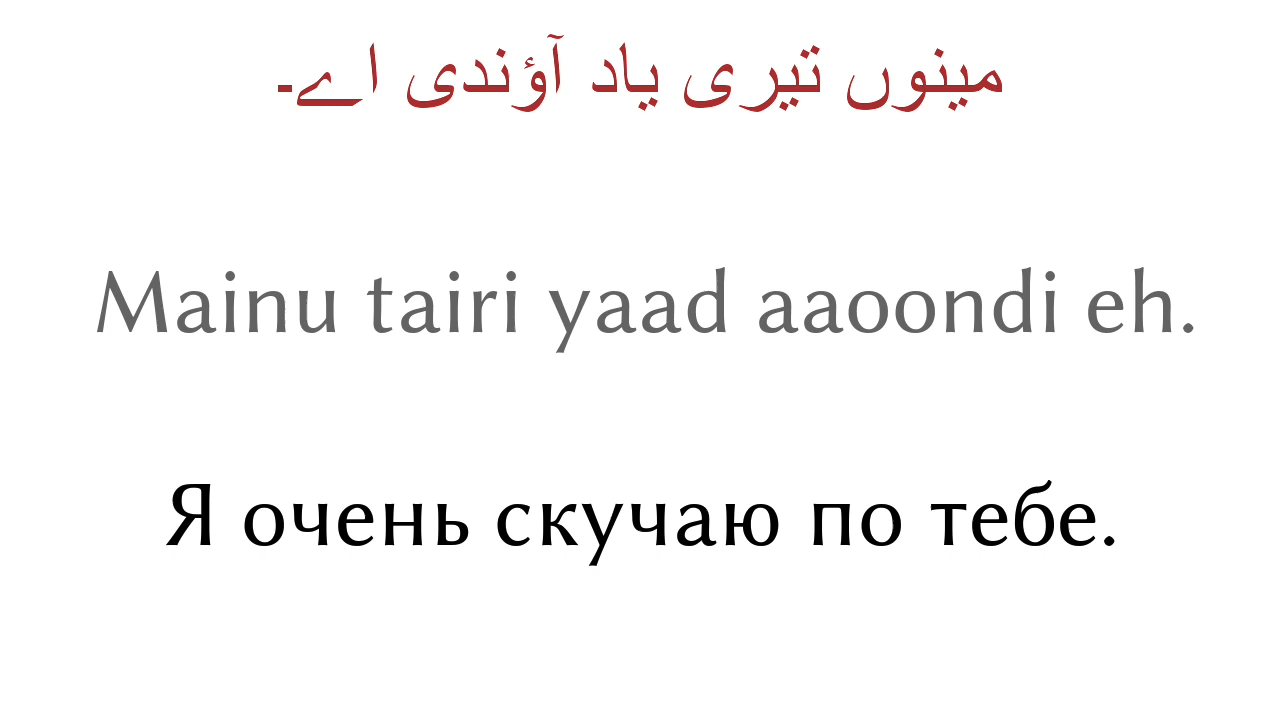 مینوں تیری یاد آؤندی اے۔
Mainu tairi yaad aaoondi eh.
Я очень скучаю по тебе.